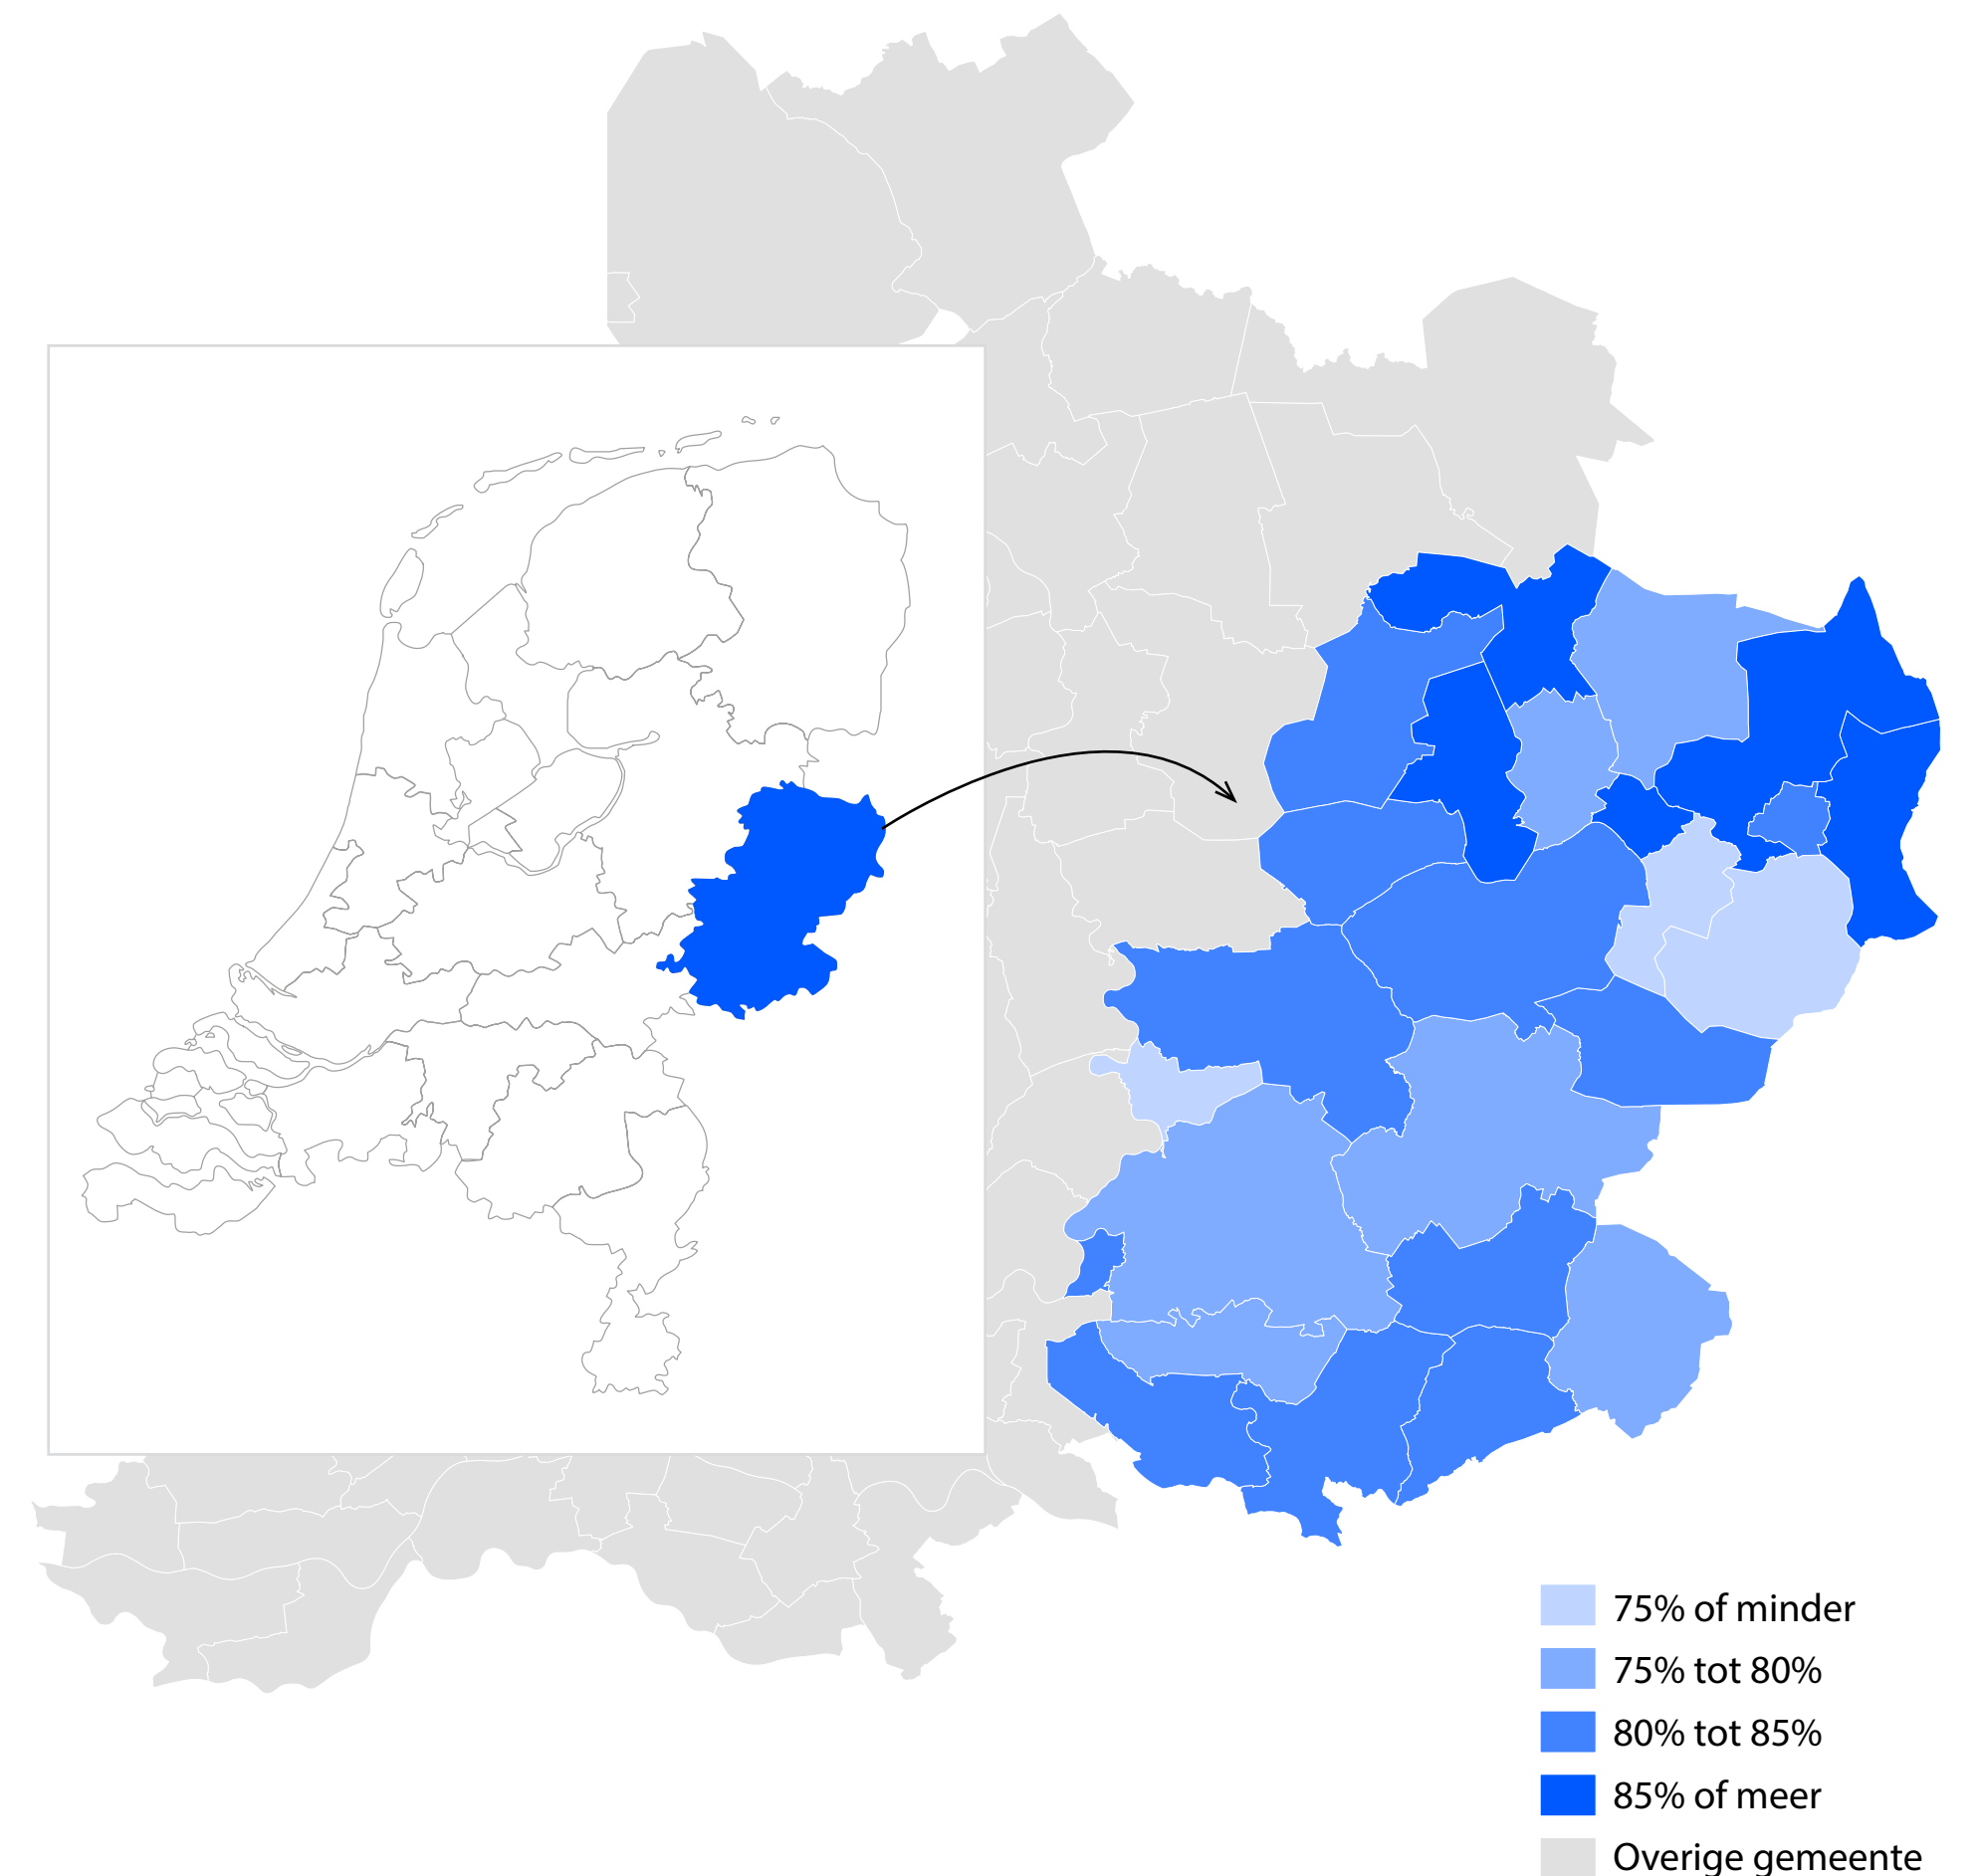 75% of minder
75% tot 80%
80% tot 85%
85% of meer
Overige gemeente